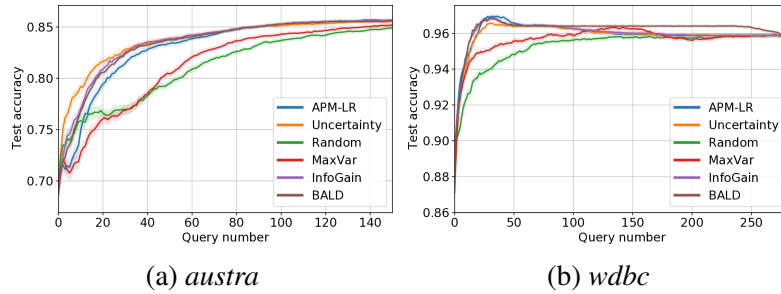 Test accuracy
0.85
0.80
0.75
0.70
0 20 40 60 80 100 120 140
Query number
APM-LR
Uncertainty
Random
MaxVar
InfoGain
BALD
(a) austra
Test accuracy
0.96
0.94
0.92
0.90
0.88
0.86
0 50 100 150 200 250
Query number
APM-LR
Uncertainty
Random
MaxVar
InfoGain
BALD
(b) wdbc